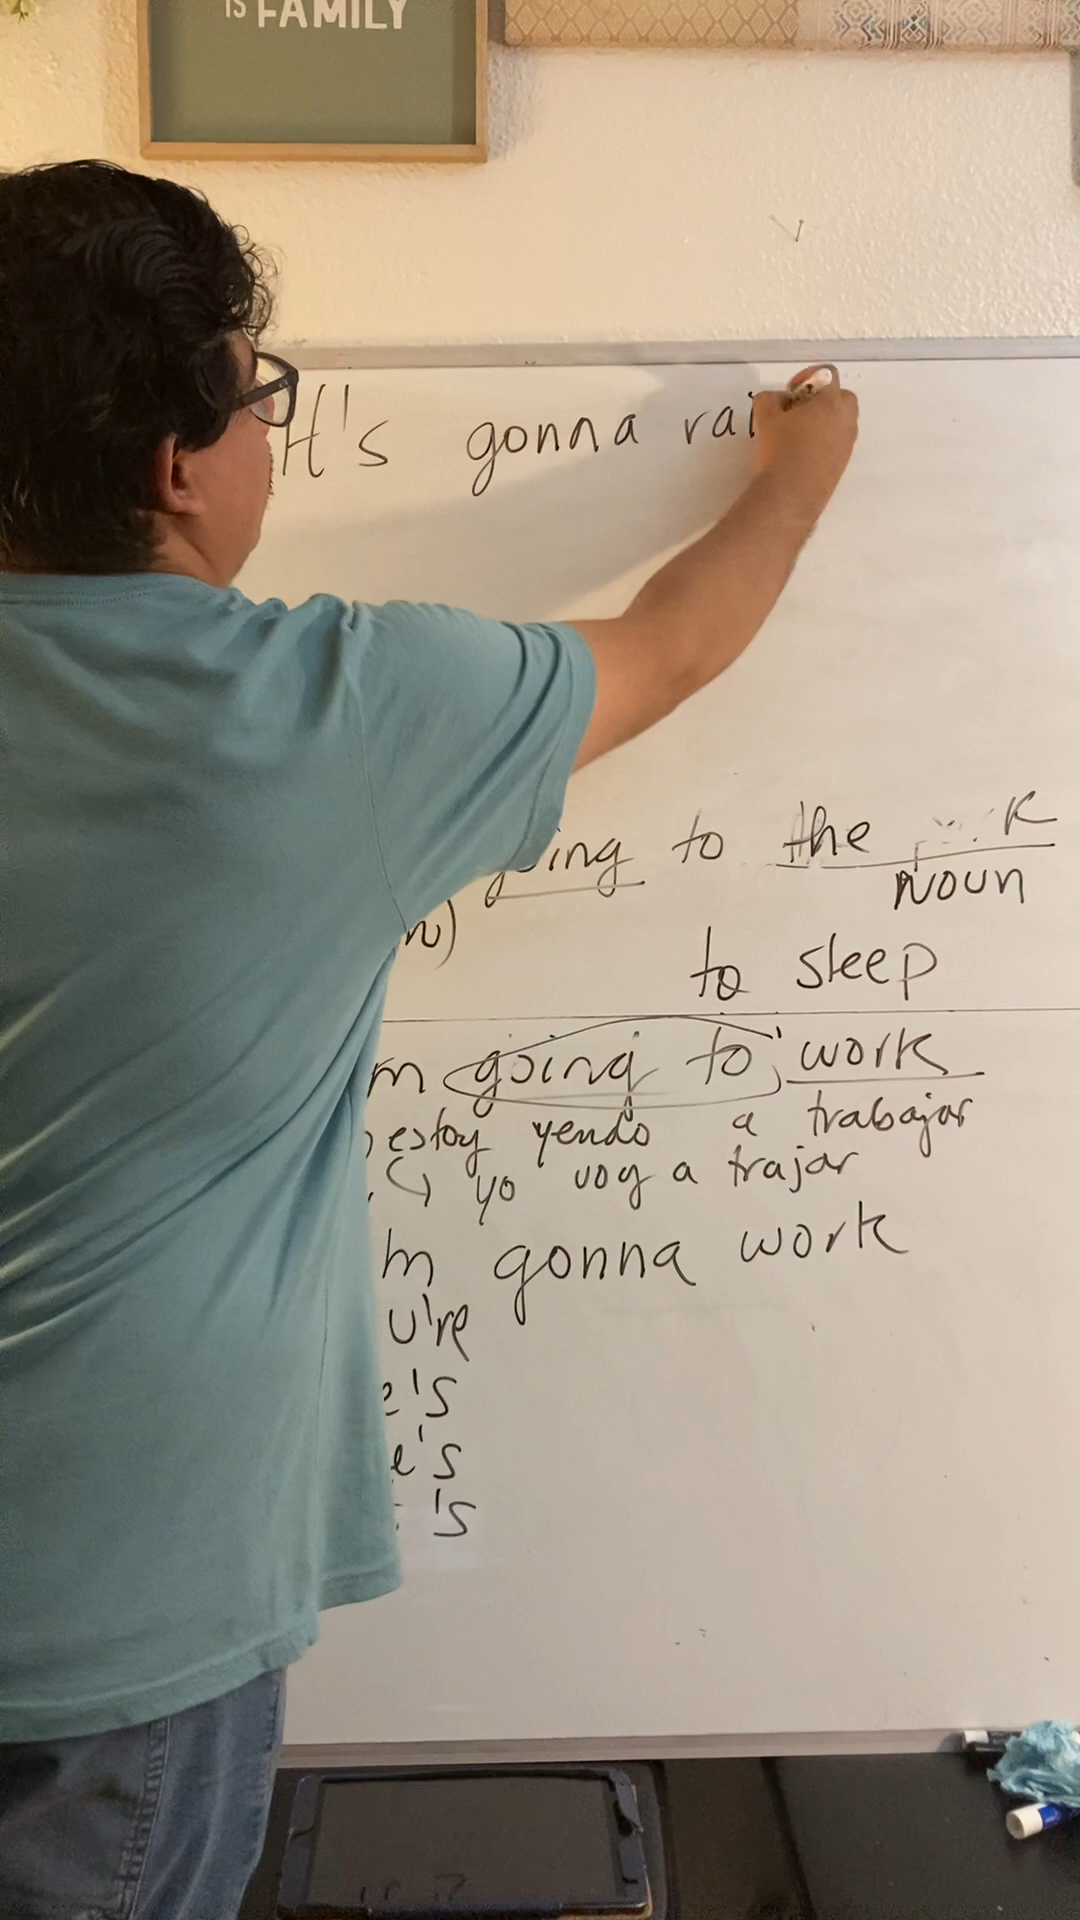 IS FAMILY
It's gonna rai
going to the
NOUN
to sleep
m going to work
estoy yendo a trabajar
yo voy a trajar
m gonna work
u're
e's
e's
's